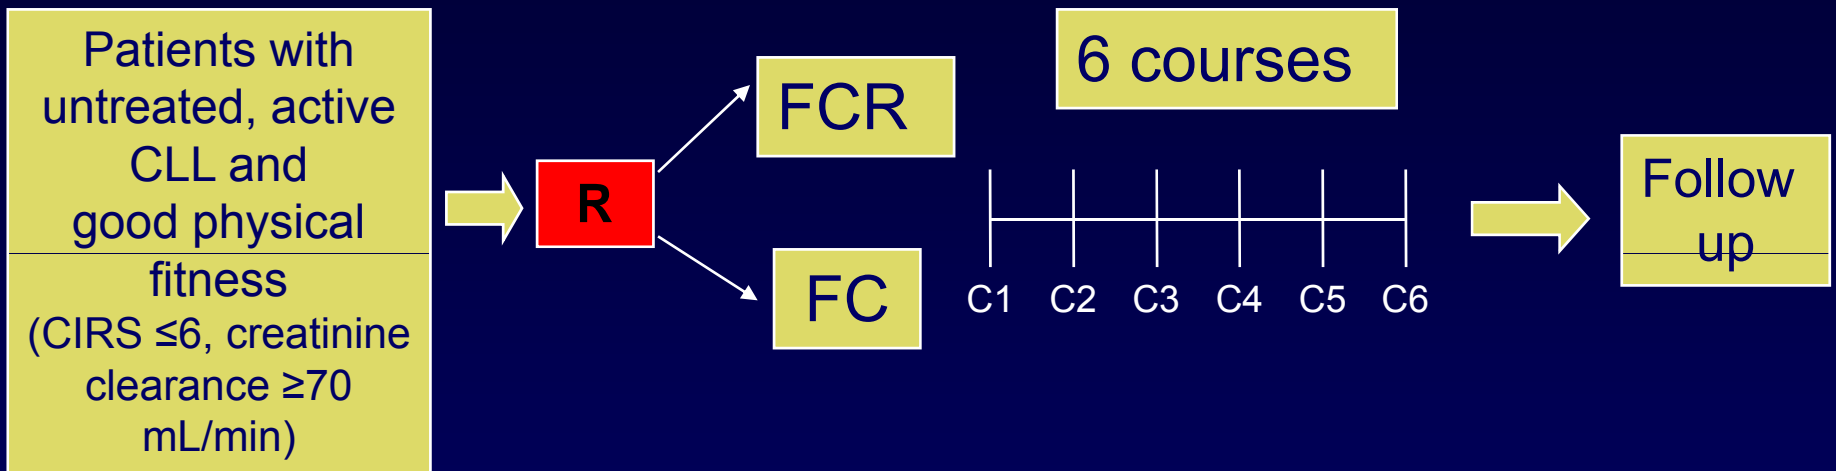 Patients with
untreated, active
CLL and
good physical
fitness
(CIRS ≤6, creatinine
clearance ≥70
mL/min)
R
FCR
FC
6 courses
C1 C2 C3 C4 C5 C6
Follow
up